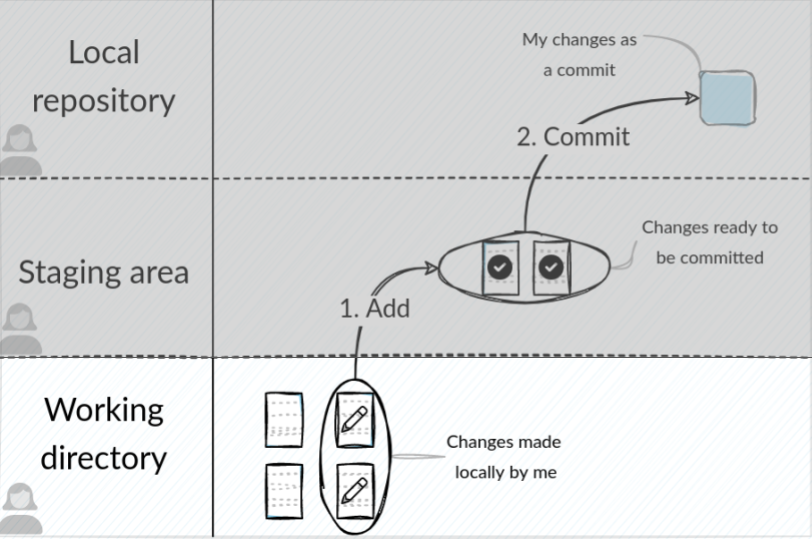 Local
repository
My changes as
a commit
2. Commit
Staging area
Changes ready to
be committed
1. Add
Working
directory
Changes made
locally by me